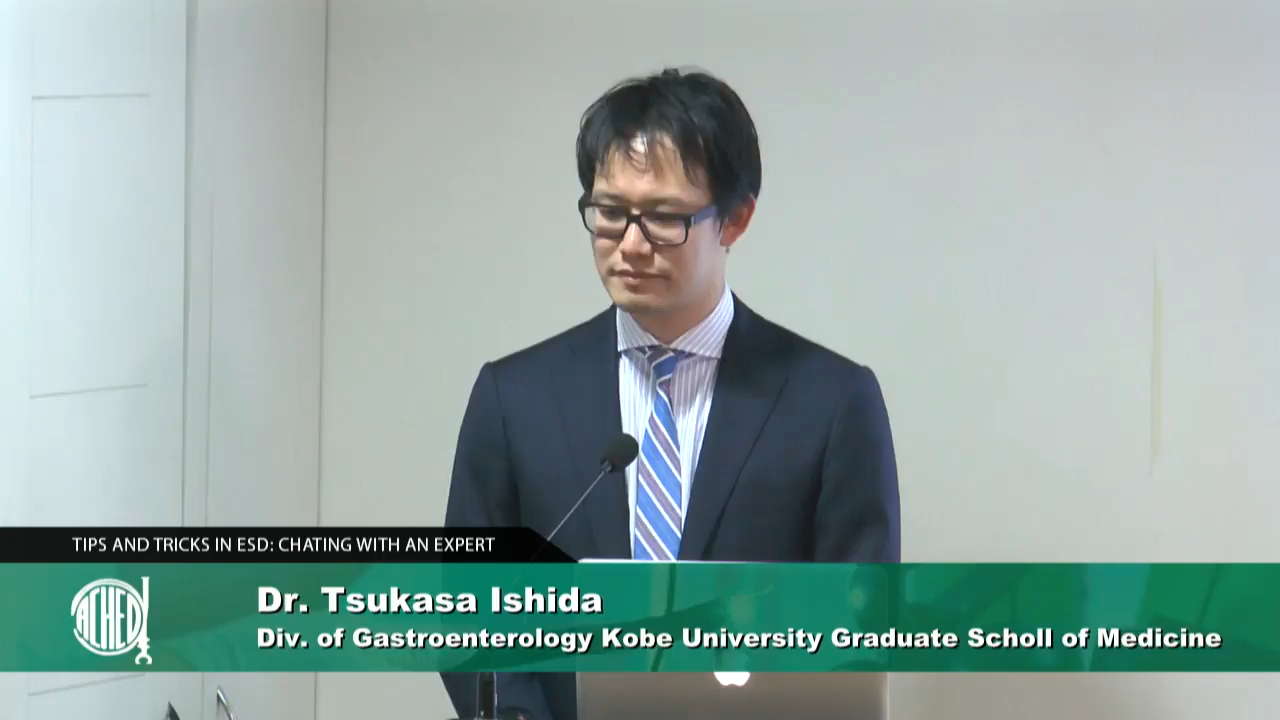 TIPS AND TRICKS IN ESD: CHATING WITH AN EXPERT
ACHED
Dr. Tsukasa Ishida
Div. of Gastroenterology Kobe University Graduate Scholl of Medicine